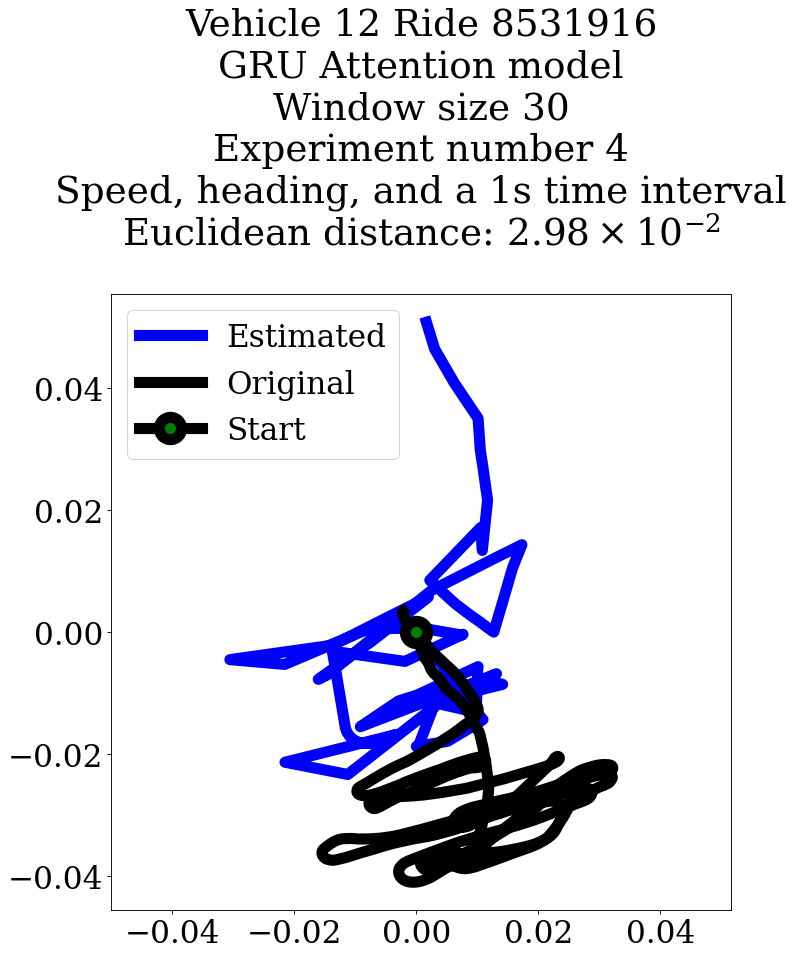 Vehicle 12 Ride 8531916
GRU Attention model
Window size 30
Experiment number 4
Speed, heading, and a 1s time interval
Euclidean distance: 2.98 × 10⁻²
Estimated
Original
Start
0.04
0.02
0.00
−0.02
−0.04
−0.04 −0.02 0.00 0.02 0.04